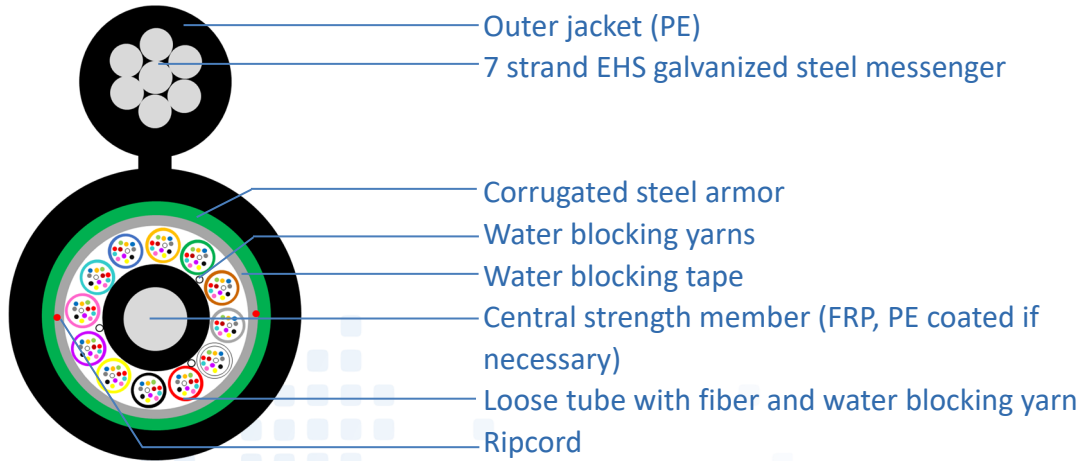 Outer jacket (PE)
7 strand EHS galvanized steel messenger
Corrugated steel armor
Water blocking yarns
Water blocking tape
Central strength member (FRP, PE coated if
necessary)
Loose tube with fiber and water blocking yarn
Ripcord